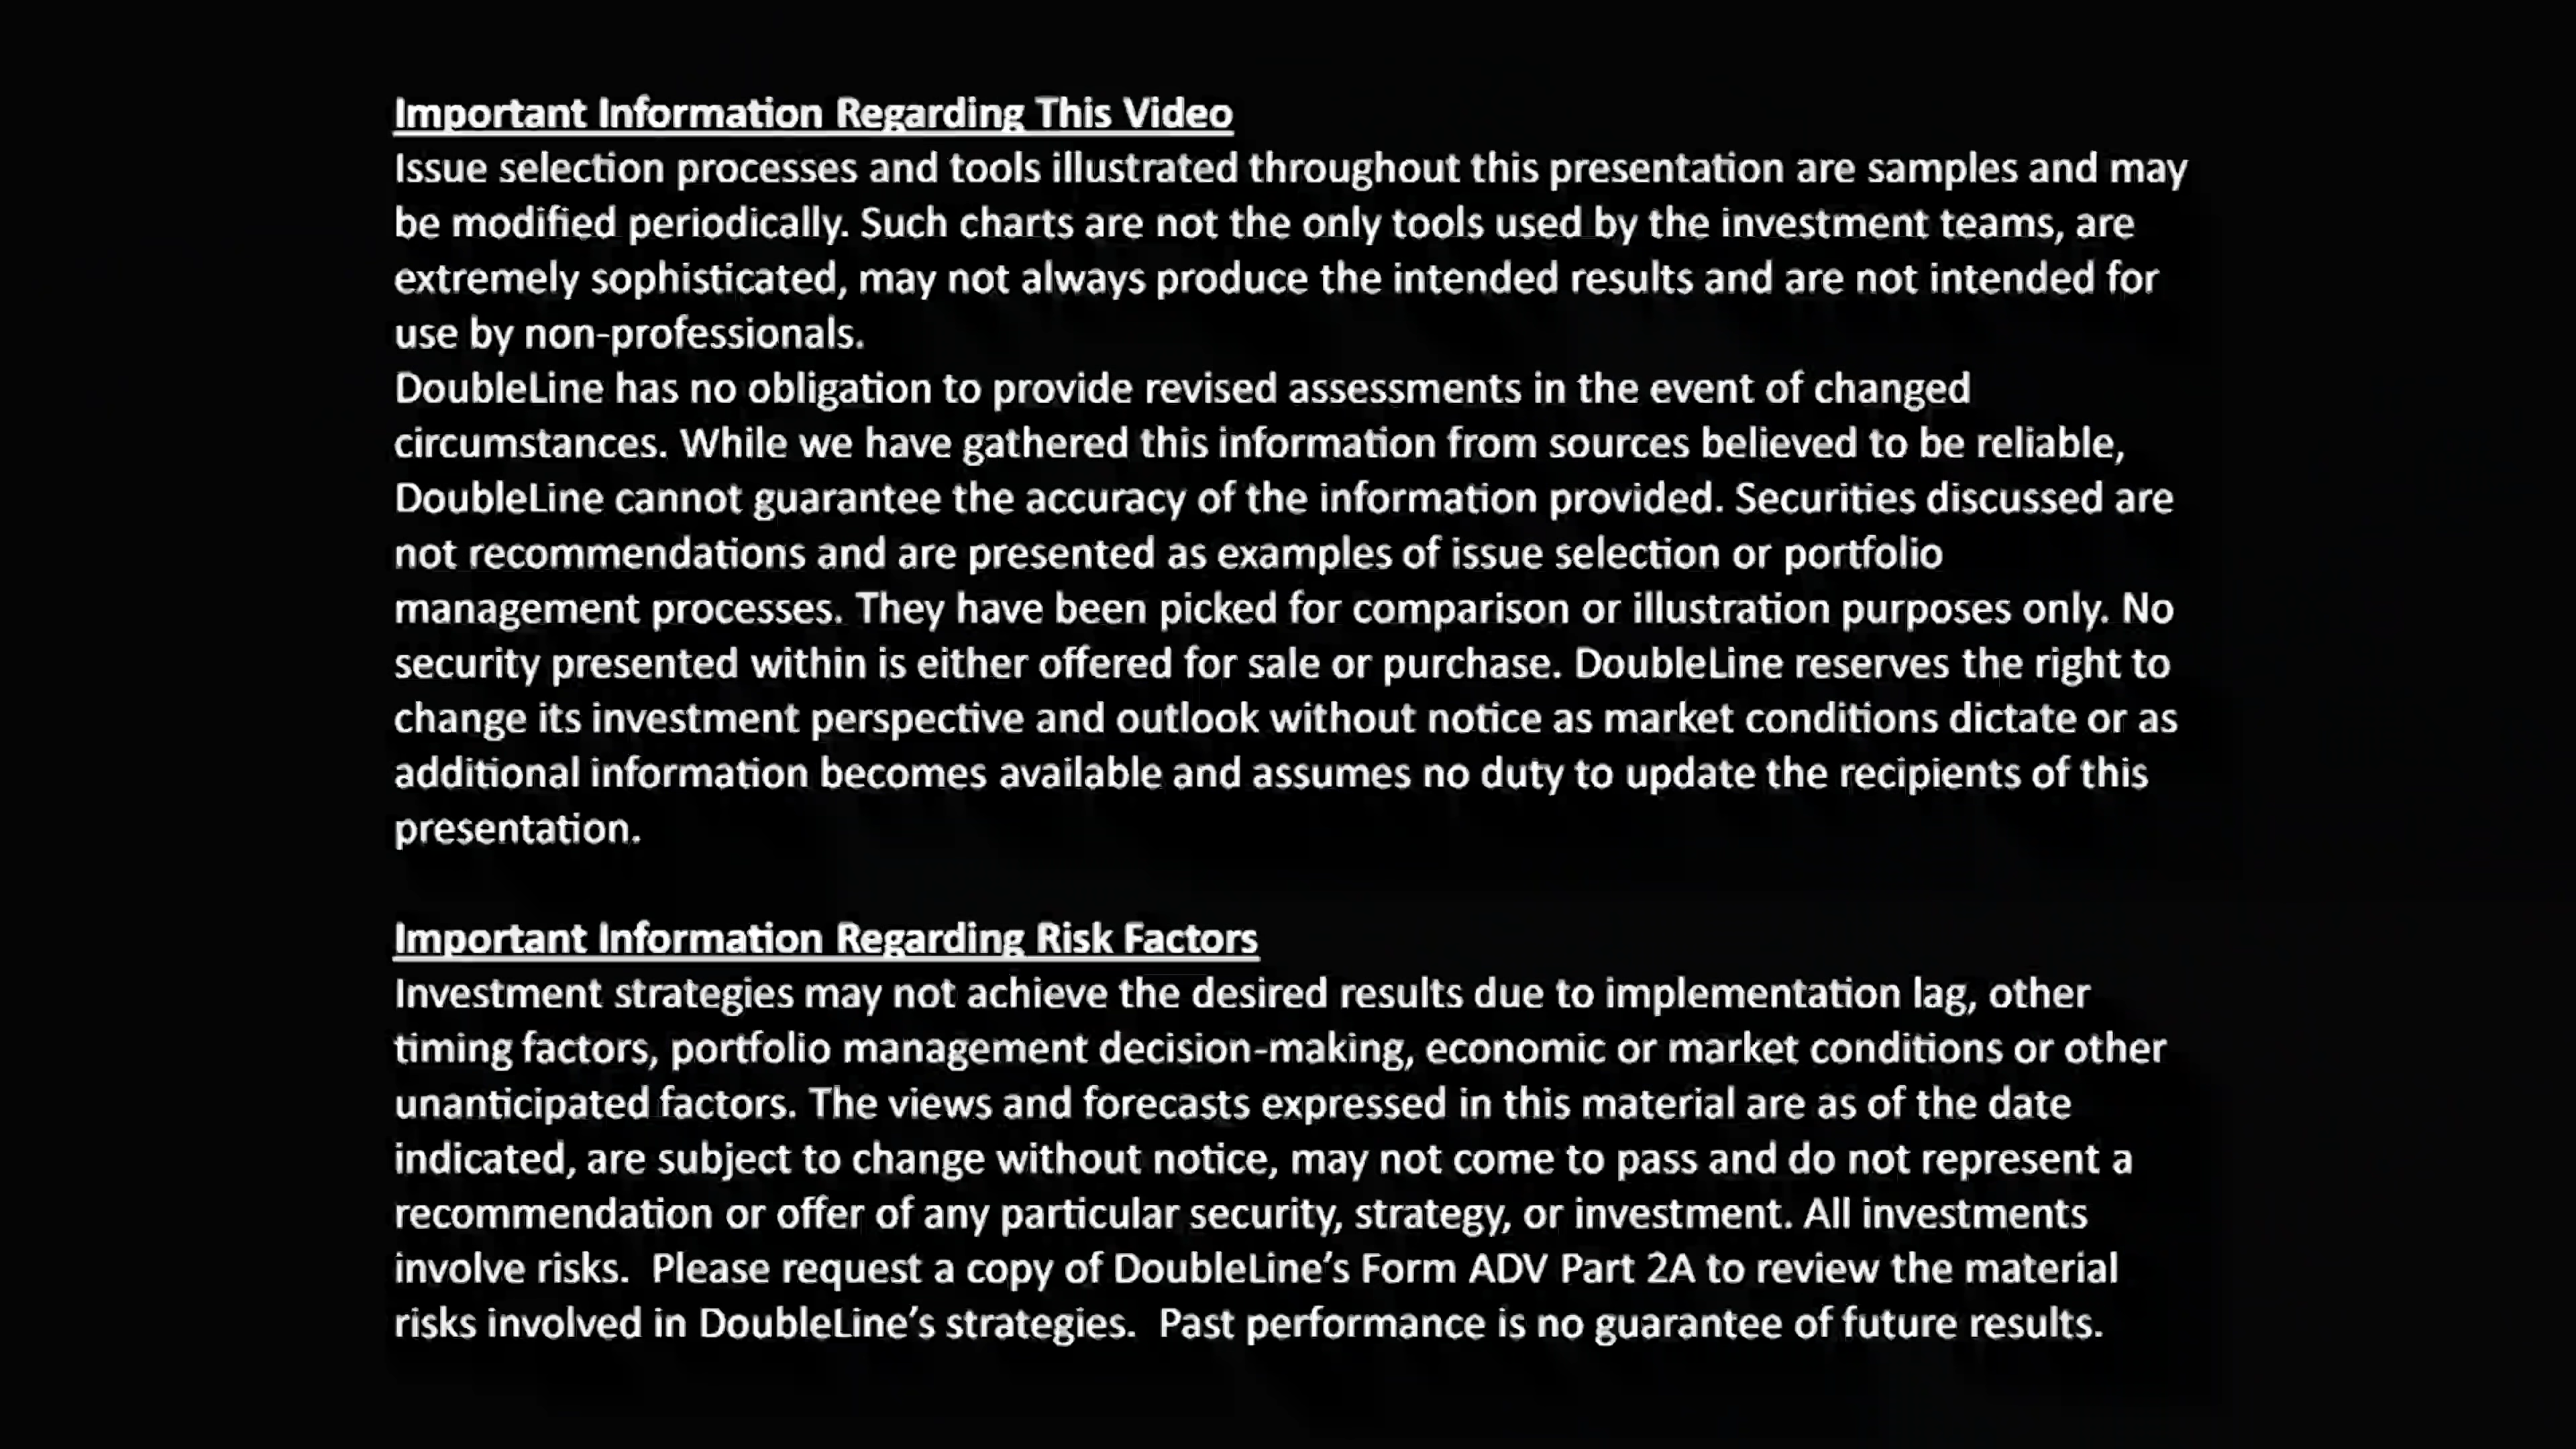 Important Information Regarding This Video
Issue selection processes and tools illustrated throughout this presentation are samples and may
be modified periodically. Such charts are not the only tools used by the investment teams, are
extremely sophisticated, may not always produce the intended results and are not intended for
use by non-professionals.
DoubleLine has no obligation to provide revised assessments in the event of changed
circumstances. While we have gathered this information from sources believed to be reliable,
DoubleLine cannot guarantee the accuracy of the information provided. Securities discussed are
not recommendations and are presented as examples of issue selection or portfolio
management processes. They have been picked for comparison or illustration purposes only. No
security presented within is either offered for sale or purchase. DoubleLine reserves the right to
change its investment perspective and outlook without notice as market conditions dictate or as
additional information becomes available and assumes no duty to update the recipients of this
presentation.
Important Information Regarding Risk Factors
Investment strategies may not achieve the desired results due to implementation lag, other
timing factors, portfolio management decision-making, economic or market conditions or other
unanticipated factors. The views and forecasts expressed in this material are as of the date
indicated, are subject to change without notice, may not come to pass and do not represent a
recommendation or offer of any particular security, strategy, or investment. All investments
involve risks.  Please request a copy of DoubleLine’s Form ADV Part 2A to review the material
risks involved in DoubleLine’s strategies.  Past performance is no guarantee of future results.